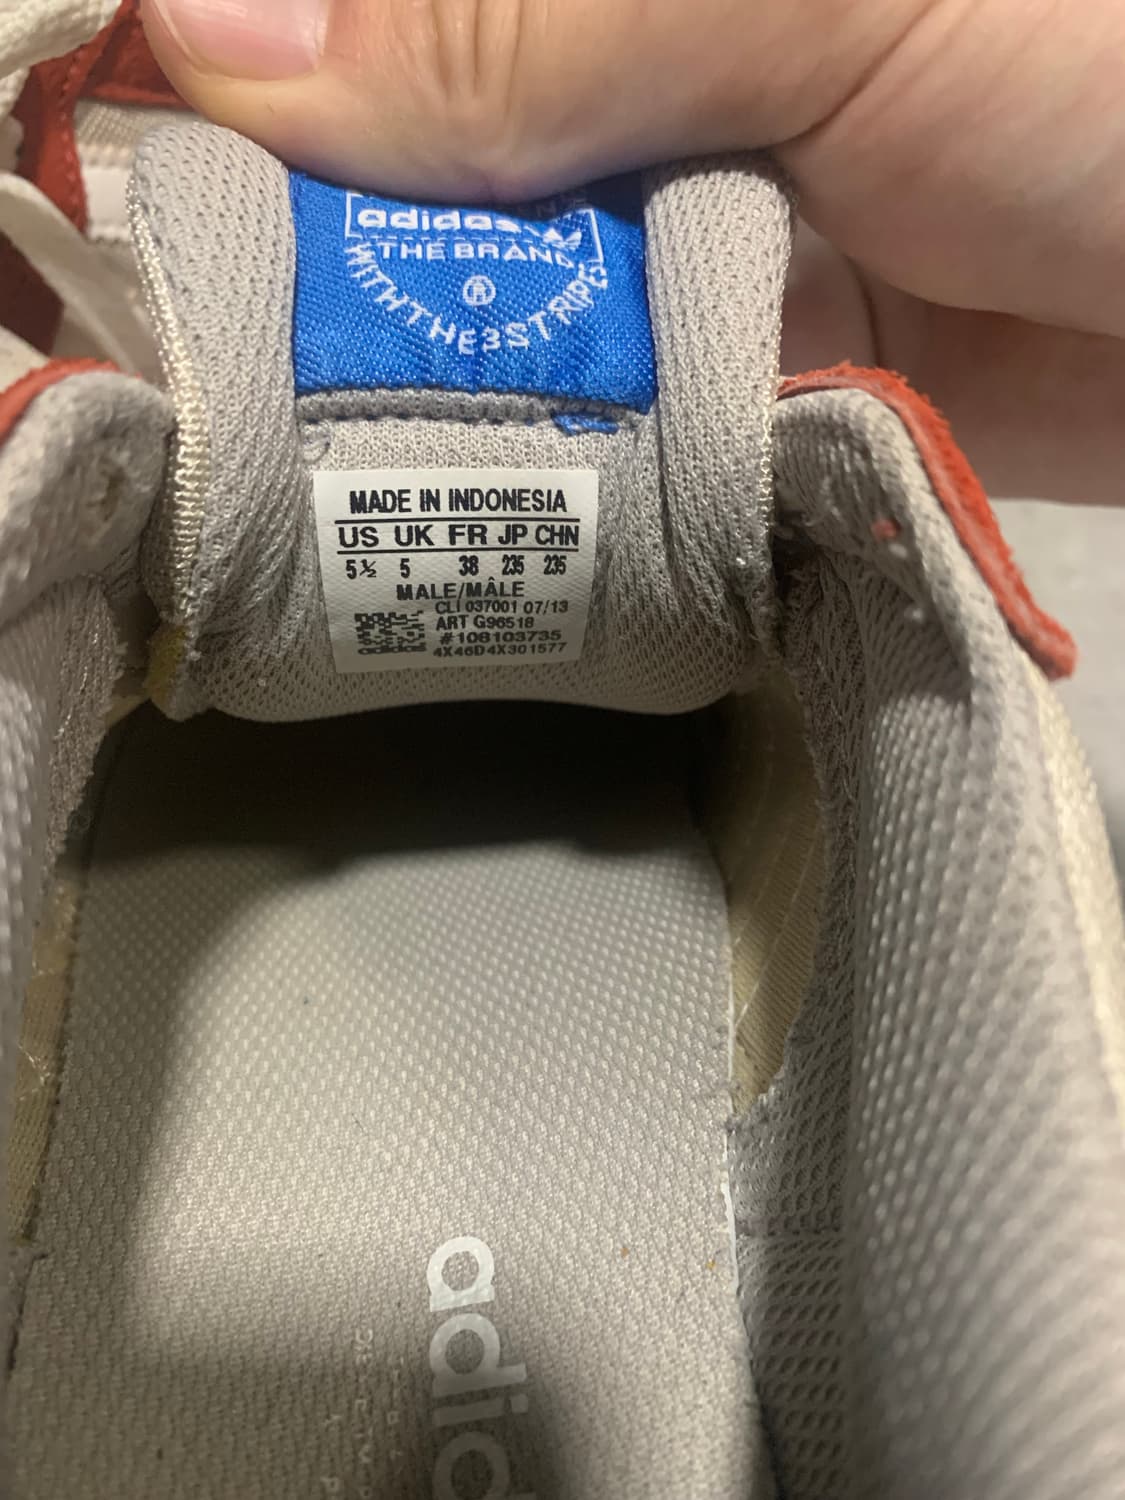 adidas
THE BRAND
WITH THE 3 STRIPES
®
MADE IN INDONESIA
US UK FR JP CHN
5½ 5 38 235 235
MALE/MÂLE
CLI 037001 07/13
ART G96518
#108103735
4X46D4X301577
adidas
adid